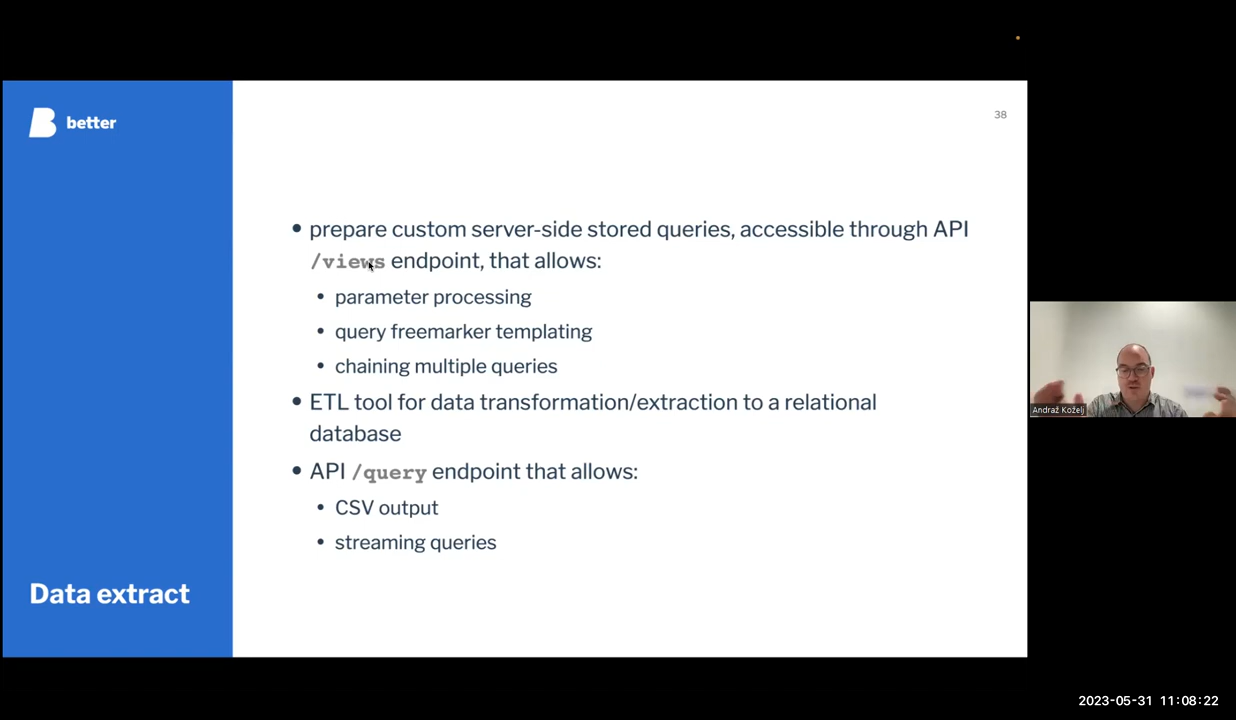 better
38
prepare custom server-side stored queries, accessible through API
/views endpoint, that allows:
parameter processing
query freemarker templating
chaining multiple queries
ETL tool for data transformation/extraction to a relational
database
API /query endpoint that allows:
CSV output
streaming queries
Data extract
Andraž Koželj
2023-05-31 11:08:22